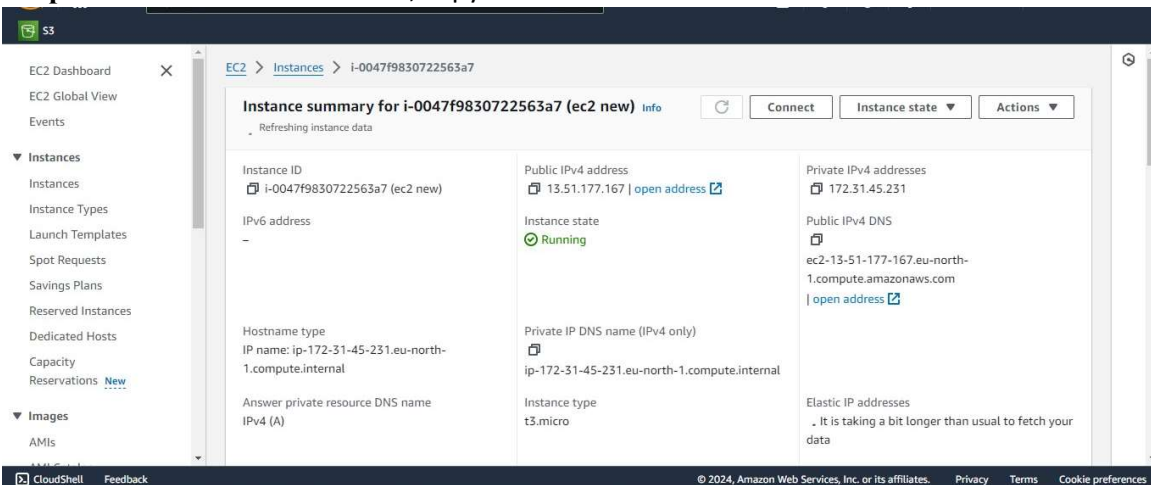 S3
EC2 Dashboard
EC2 Global View
Events
Instances
Instances
Instance Types
Launch Templates
Spot Requests
Savings Plans
Reserved Instances
Dedicated Hosts
Capacity
Reservations New
Images
AMIs
EC2 > Instances > i-0047f9830722563a7
Instance summary for i-0047f9830722563a7 (ec2 new) Info
Connect
Instance state
Actions
Refreshing instance data
Instance ID
i-0047f9830722563a7 (ec2 new)
Public IPv4 address
13.51.177.167 | open address
Private IPv4 addresses
172.31.45.231
IPv6 address
–
Instance state
Running
Public IPv4 DNS
ec2-13-51-177-167.eu-north-
1.compute.amazonaws.com
| open address
Hostname type
IP name: ip-172-31-45-231.eu-north-
1.compute.internal
Private IP DNS name (IPv4 only)
ip-172-31-45-231.eu-north-1.compute.internal
Answer private resource DNS name
IPv4 (A)
Instance type
t3.micro
Elastic IP addresses
It is taking a bit longer than usual to fetch your
data
CloudShell Feedback
© 2024, Amazon Web Services, Inc. or its affiliates. Privacy Terms Cookie preferences